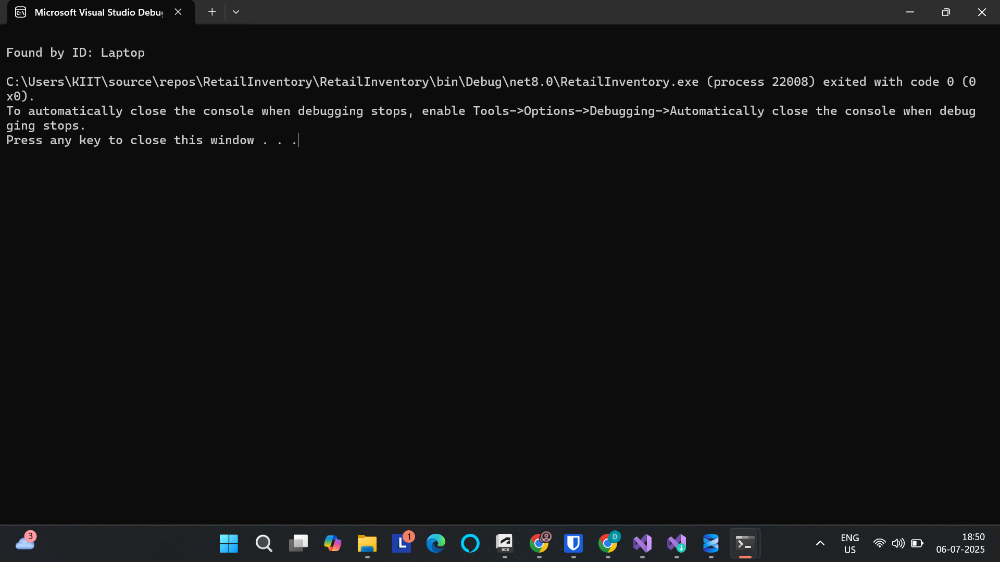 Microsoft Visual Studio Debug
Found by ID: Laptop
C:\Users\KIIT\source\repos\RetailInventory\RetailInventory\bin\Debug\net8.0\RetailInventory.exe (process 22008) exited with code 0 (0
x0).
To automatically close the console when debugging stops, enable Tools->Options->Debugging->Automatically close the console when debug
ging stops.
Press any key to close this window . . .
3
L
1
ACS
D
ENG
US
18:50
06-07-2025